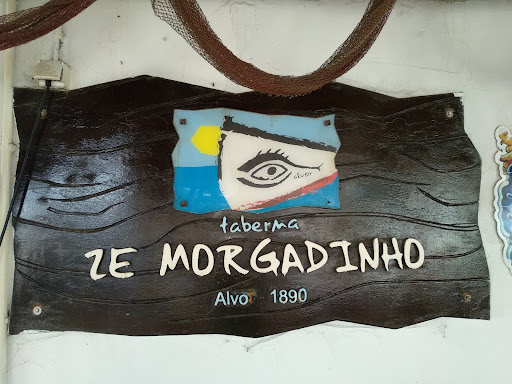 ALVOR
taberna
ZE MORGADINHO
Alvor 1890